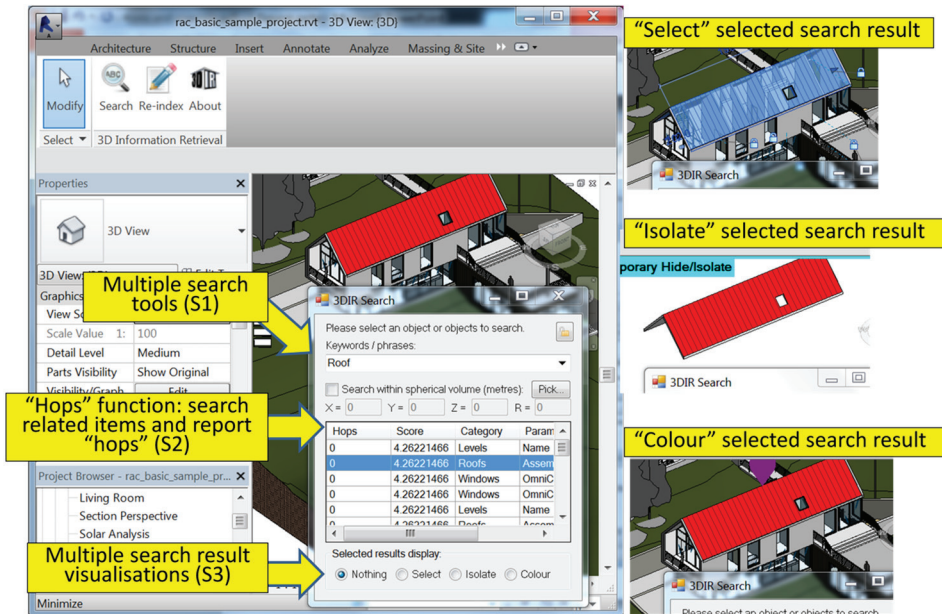 rac_basic_sample_project.rvt - 3D View: {3D}
Architecture Structure Insert Annotate Analyze Massing & Site
Modify
Search Re-index About
Select
3D Information Retrieval
Properties
3D View
3D View:
Graphics
View
Scale Value 1: 100
Detail Level Medium
Parts Visibility Show Original
Visibility/Graph Edit
Project Browser - rac_basic_sample_pr...
Living Room
Section Perspective
Solar Analysis
Minimize
Multiple search
tools (S1)
"Hops" function: search
related items and report
"hops" (S2)
Multiple search result
visualisations (S3)
3DIR Search
Please select an object or objects to search.
Keywords / phrases:
Roof
Search within spherical volume (metres): Pick...
X = 0 Y = 0 Z = 0 R = 0
Hops Score Category Param
0 4.26221466 Levels Name
0 4.26221466 Roofs Assem
0 4.26221466 Windows OmniC
0 4.26221466 Windows OmniC
0 4.26221466 Levels Name
0 4.26221466 Roofs Assem
Selected results display:
Nothing Select Isolate Colour
"Select" selected search result
3DIR Search
"Isolate" selected search result
porary Hide/Isolate
3DIR Search
"Colour" selected search result
3DIR Search
Please select an object or objects to search